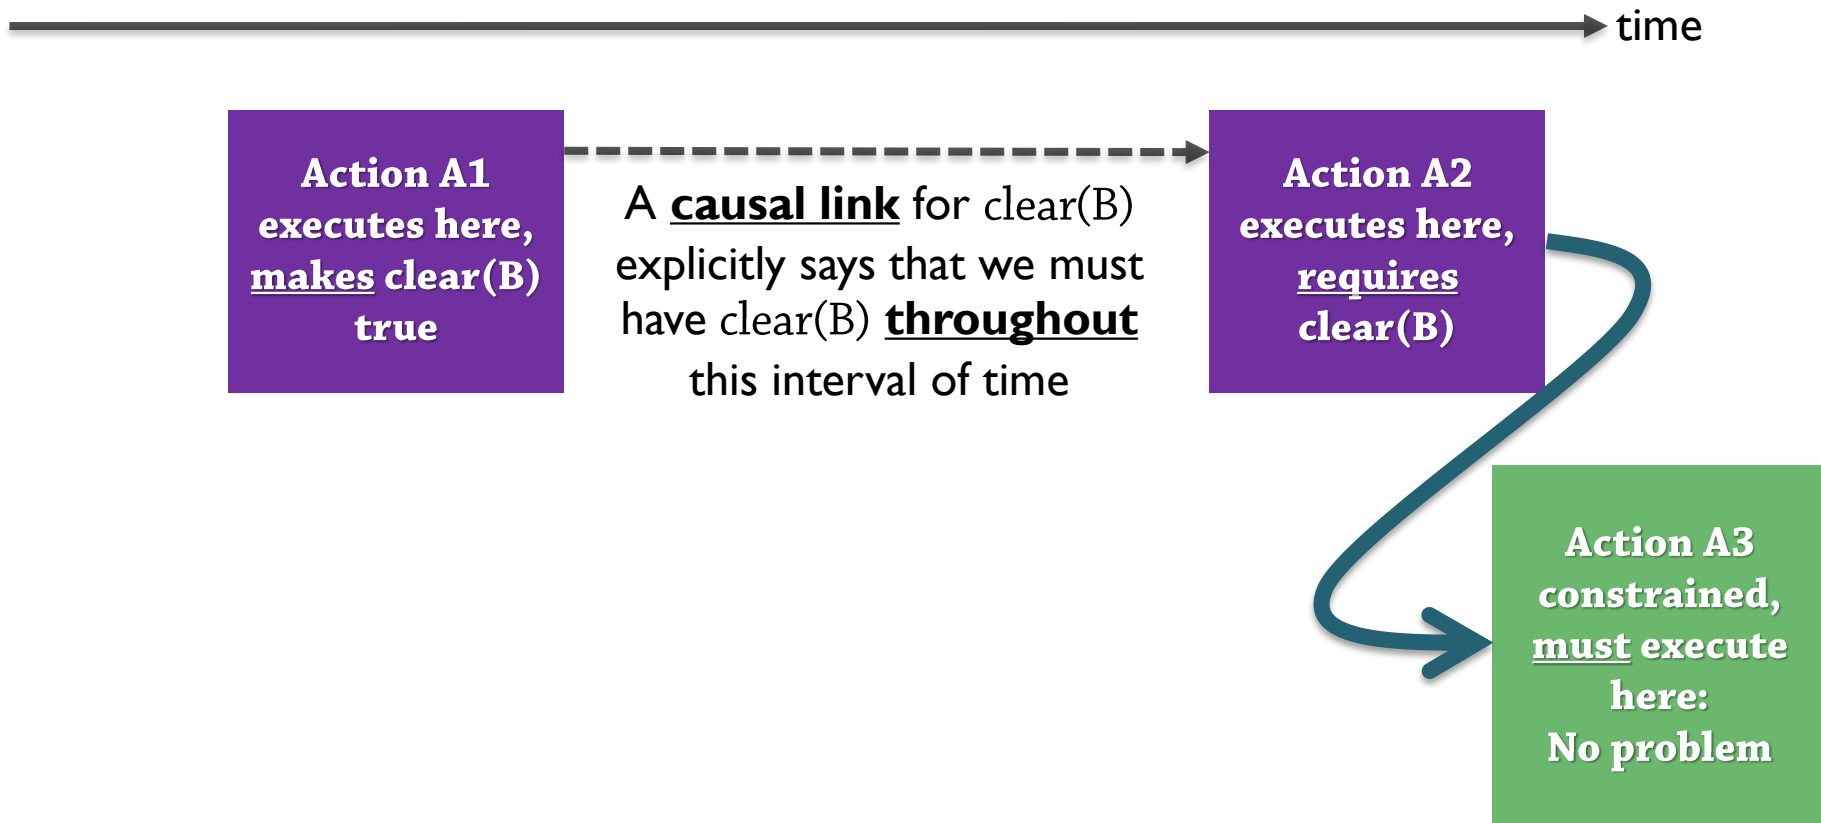 time
Action A1
executes here,
makes clear(B)
true
A causal link for clear(B)
explicitly says that we must
have clear(B) throughout
this interval of time
Action A2
executes here,
requires
clear(B)
Action A3
constrained,
must execute
here:
No problem